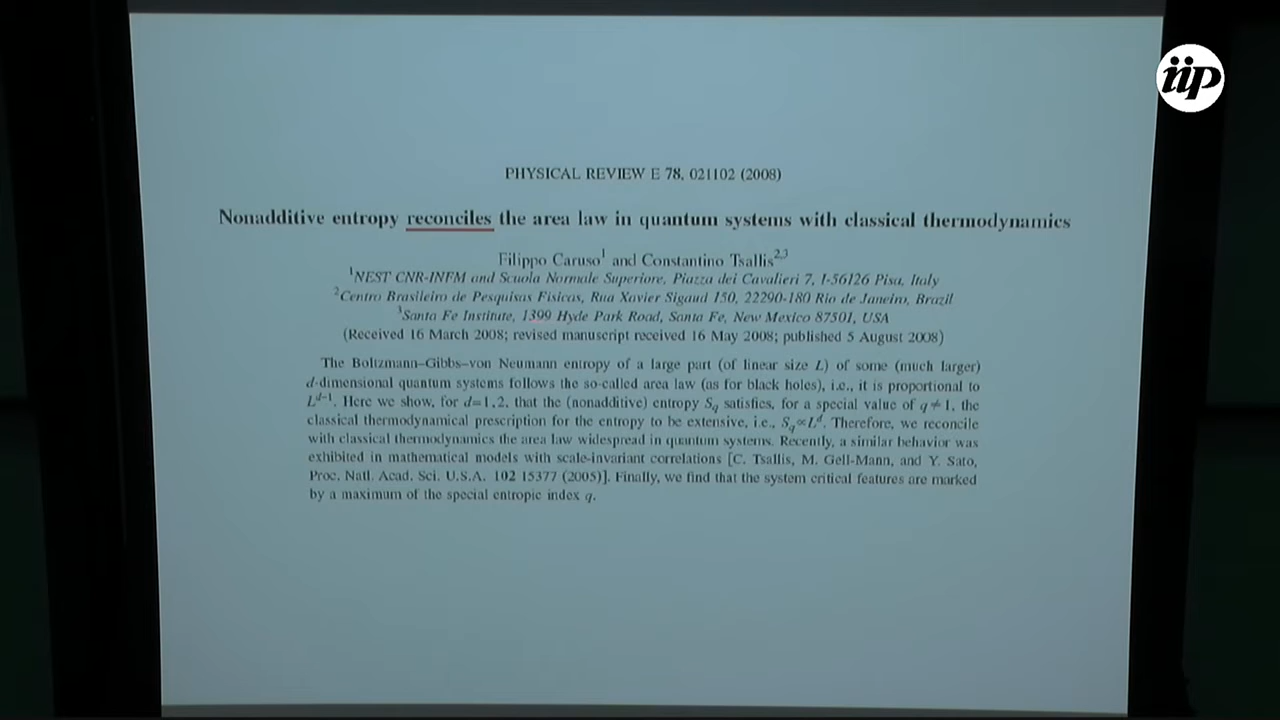 iip
PHYSICAL REVIEW E 78, 021102 (2008)
Nonadditive entropy reconciles the area law in quantum systems with classical thermodynamics
Filippo Caruso1 and Constantino Tsallis2,3
1NEST CNR-INFM and Scuola Normale Superiore, Piazza dei Cavalieri 7, I-56126 Pisa, Italy
2Centro Brasileiro de Pesquisas Fisicas, Rua Xavier Sigaud 150, 22290-180 Rio de Janeiro, Brazil
3Santa Fe Institute, 1399 Hyde Park Road, Santa Fe, New Mexico 87501, USA
(Received 16 March 2008; revised manuscript received 16 May 2008; published 5 August 2008)
The Boltzmann–Gibbs–von Neumann entropy of a large part (of linear size L) of some (much larger)
d-dimensional quantum systems follows the so-called area law (as for black holes), i.e., it is proportional to
L^{d−1}. Here we show, for d=1,2, that the (nonadditive) entropy S_q satisfies, for a special value of q≠1, the
classical thermodynamical prescription for the entropy to be extensive, i.e., S_q∝L^d. Therefore, we reconcile
with classical thermodynamics the area law widespread in quantum systems. Recently, a similar behavior was
exhibited in mathematical models with scale-invariant correlations [C. Tsallis, M. Gell-Mann, and Y. Sato,
Proc. Natl. Acad. Sci. U.S.A. 102 15377 (2005)]. Finally, we find that the system critical features are marked
by a maximum of the special entropic index q.